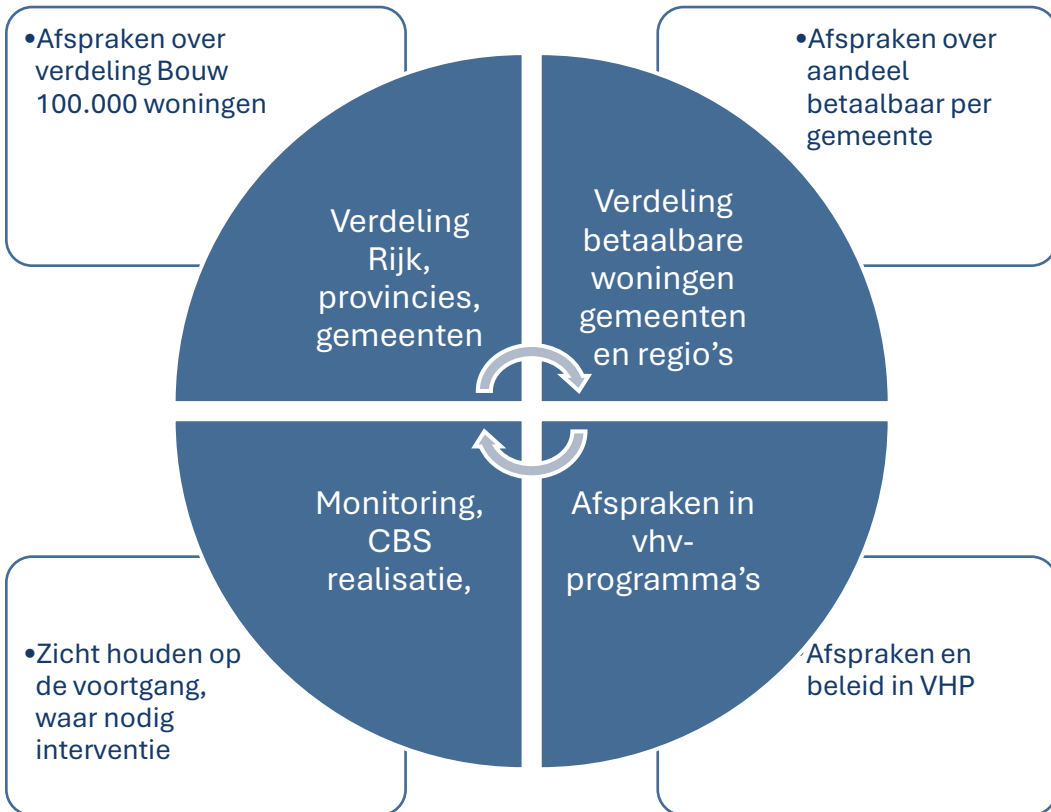 •Afspraken over
verdeling Bouw
100.000 woningen
•Afspraken over
aandeel
betaalbaar per
gemeente
Verdeling
Rijk,
provincies,
gemeenten
Verdeling
betaalbare
woningen
gemeenten
en regio's
Monitoring,
CBS
realisatie,
Afspraken in
vhv-
programma's
•Zicht houden op
de voortgang,
waar nodig
interventie
•Afspraken en
beleid in VHP